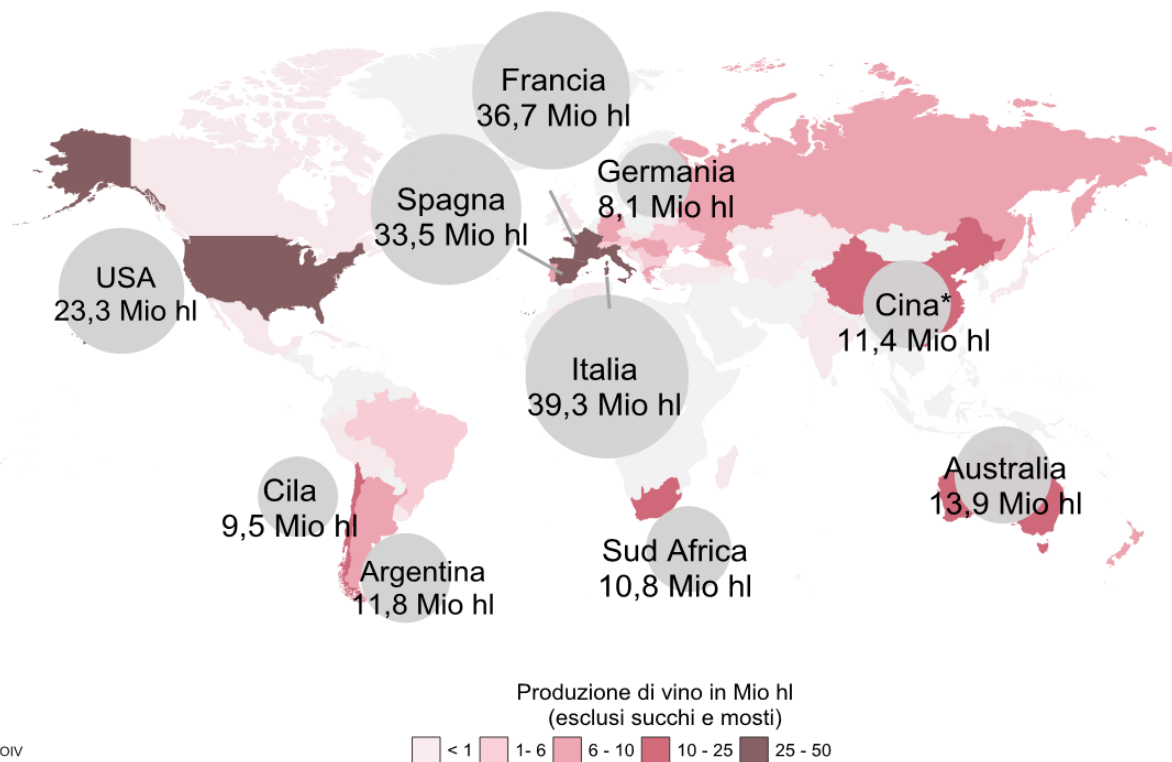 Francia
36,7 Mio hl
Germania
8,1 Mio hl
Spagna
33,5 Mio hl
USA
23,3 Mio hl
Cina*
11,4 Mio hl
Italia
39,3 Mio hl
Australia
13,9 Mio hl
Cila
9,5 Mio hl
Sud Africa
10,8 Mio hl
Argentina
11,8 Mio hl
Produzione di vino in Mio hl
(esclusi succhi e mosti)
< 1 1- 6 6 - 10 10 - 25 25 - 50
OIV